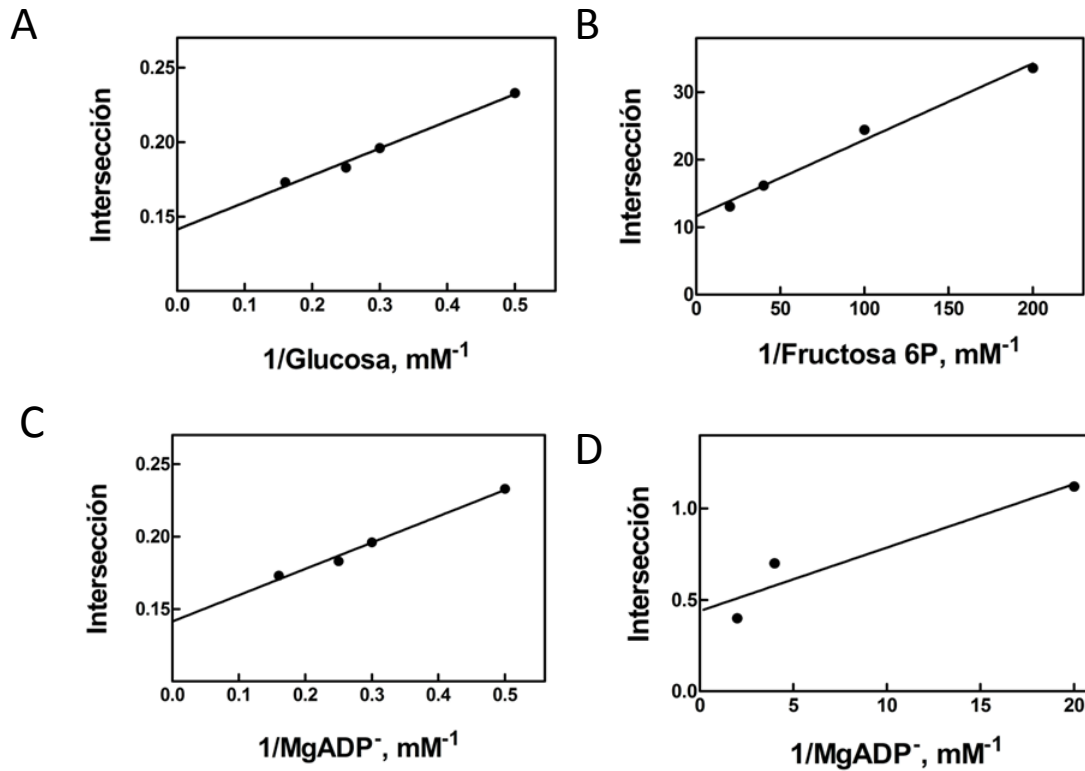 A
Intersección
0.25
0.20
0.15
0.0 0.1 0.2 0.3 0.4 0.5
1/Glucosa, mM⁻¹
B
Intersección
30
20
10
0
0 50 100 150 200
1/Fructosa 6P, mM⁻¹
C
Intersección
0.25
0.20
0.15
0.0 0.1 0.2 0.3 0.4 0.5
1/MgADP⁻, mM⁻¹
D
Intersección
1.0
0.5
0.0
0 5 10 15 20
1/MgADP⁻, mM⁻¹